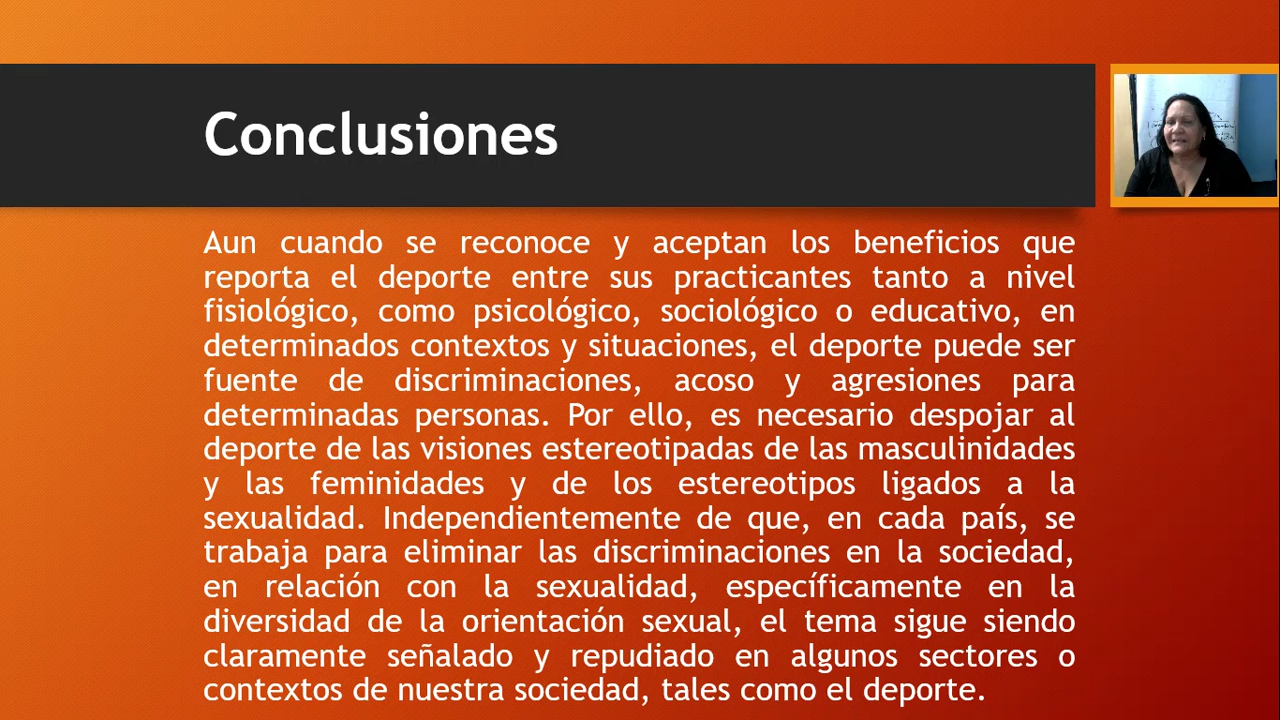 Conclusiones
Aun cuando se reconoce y aceptan los beneficios que
reporta el deporte entre sus practicantes tanto a nivel
fisiológico, como psicológico, sociológico o educativo, en
determinados contextos y situaciones, el deporte puede ser
fuente de discriminaciones, acoso y agresiones para
determinadas personas. Por ello, es necesario despojar al
deporte de las visiones estereotipadas de las masculinidades
y las feminidades y de los estereotipos ligados a la
sexualidad. Independientemente de que, en cada país, se
trabaja para eliminar las discriminaciones en la sociedad,
en relación con la sexualidad, específicamente en la
diversidad de la orientación sexual, el tema sigue siendo
claramente señalado y repudiado en algunos sectores o
contextos de nuestra sociedad, tales como el deporte.